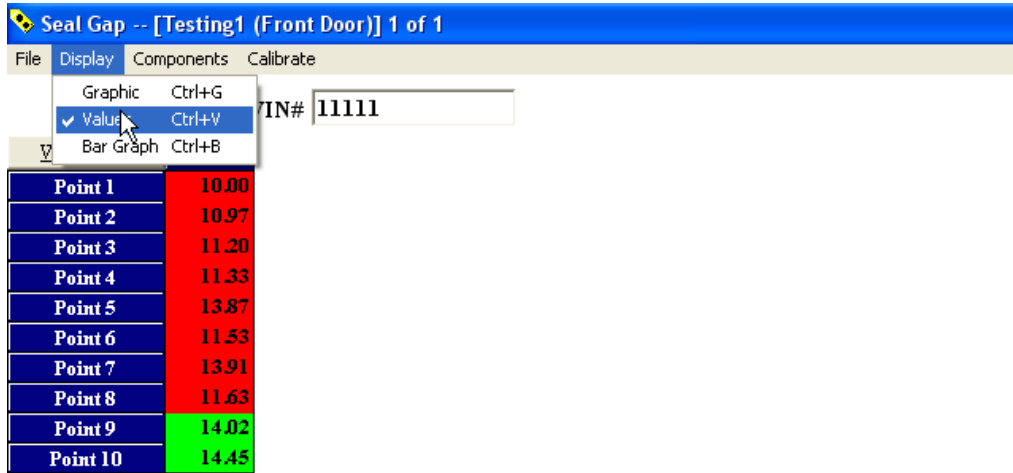 Seal Gap -- [Testing1 (Front Door)] 1 of 1
File Display Components Calibrate
Graphic Ctrl+G
VIN# 11111
Ctrl+V
Bar Graph Ctrl+B
Point 1 10.00
Point 2 10.97
Point 3 11.20
Point 4 11.33
Point 5 13.87
Point 6 11.53
Point 7 13.91
Point 8 11.63
Point 9 14.02
Point 10 14.45